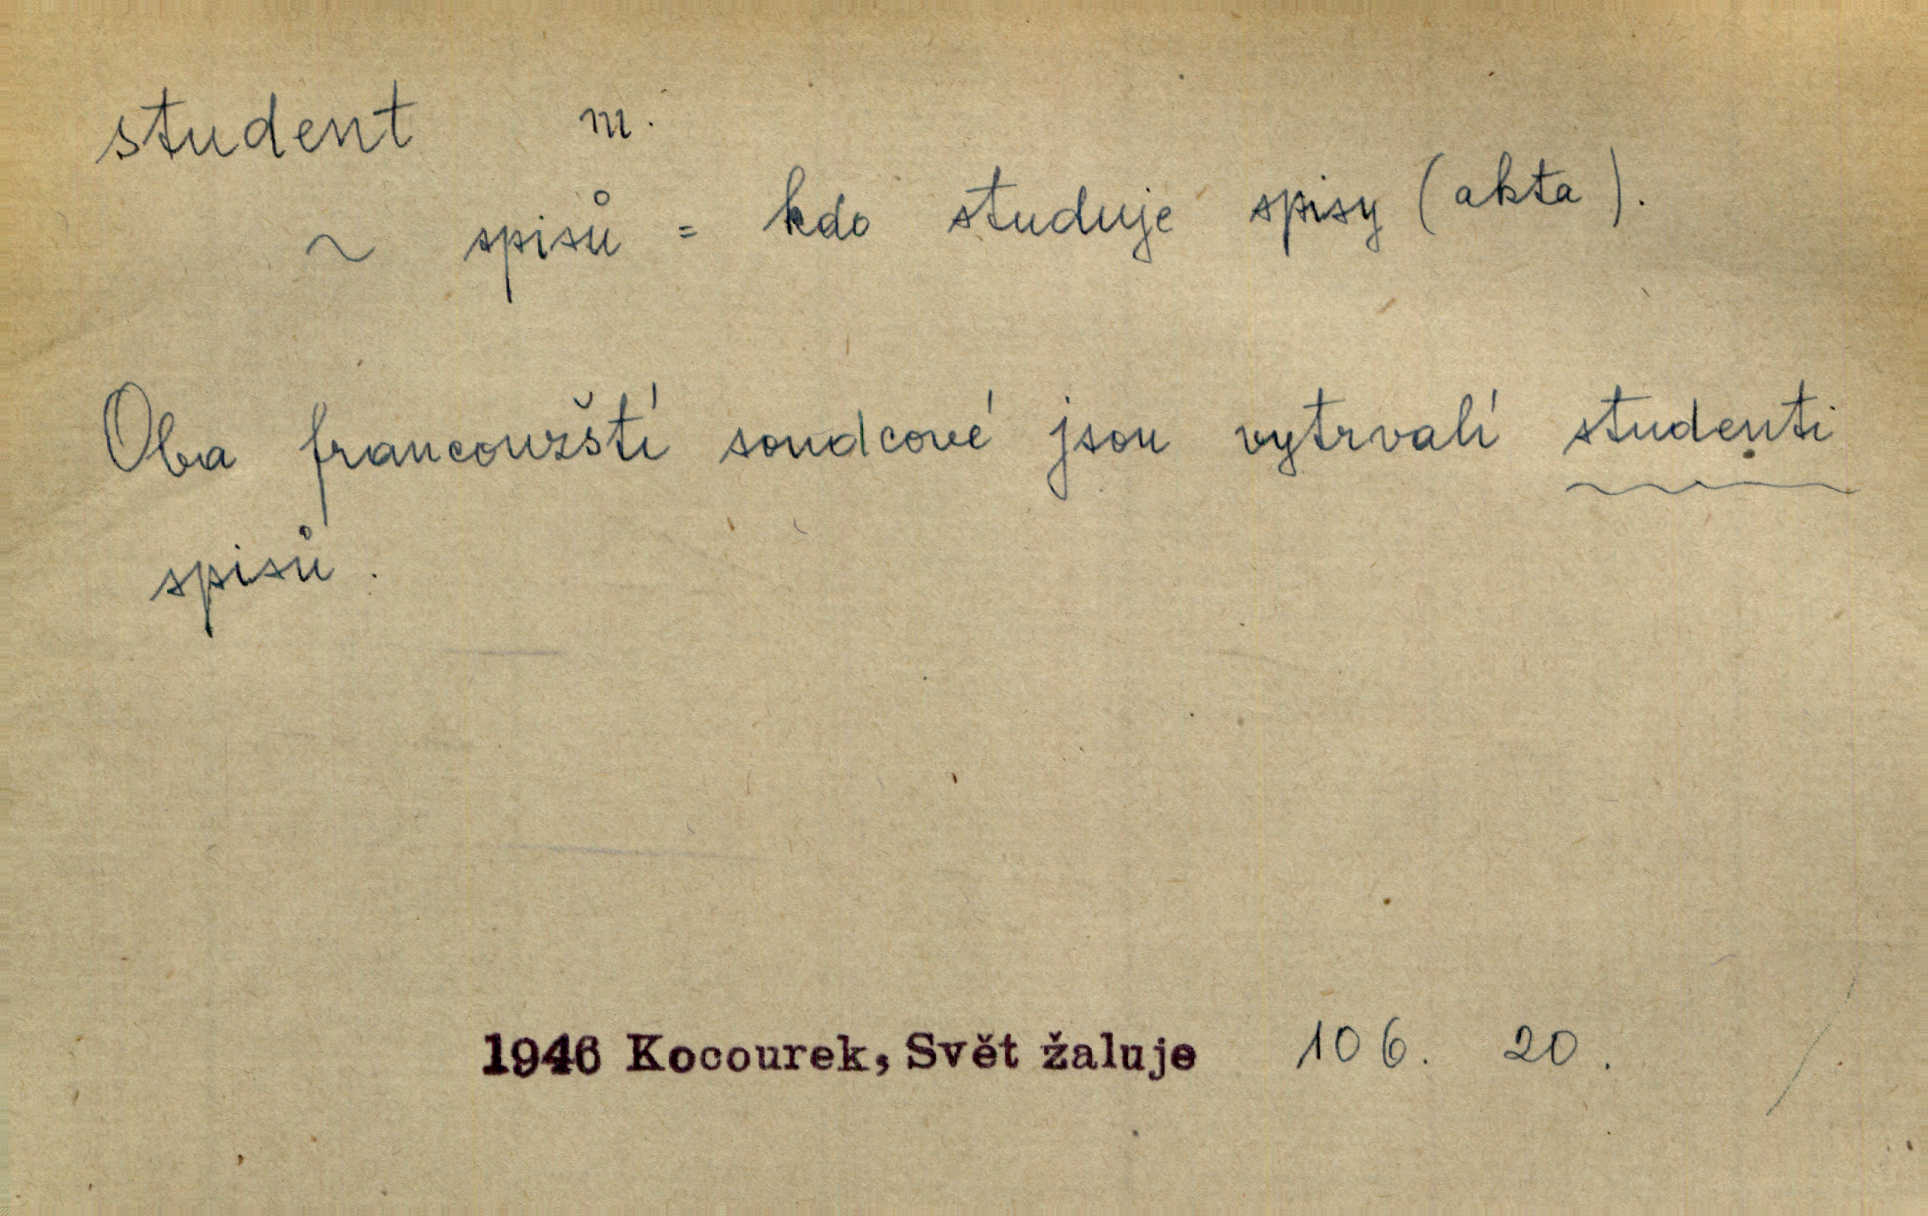 student m.
~ spisů = kdo studuje spisy (akta).
Oba francouzští soudcové jsou vytrvalí studenti
spisů.
1946 Kocourek, Svět žaluje 106. 20.